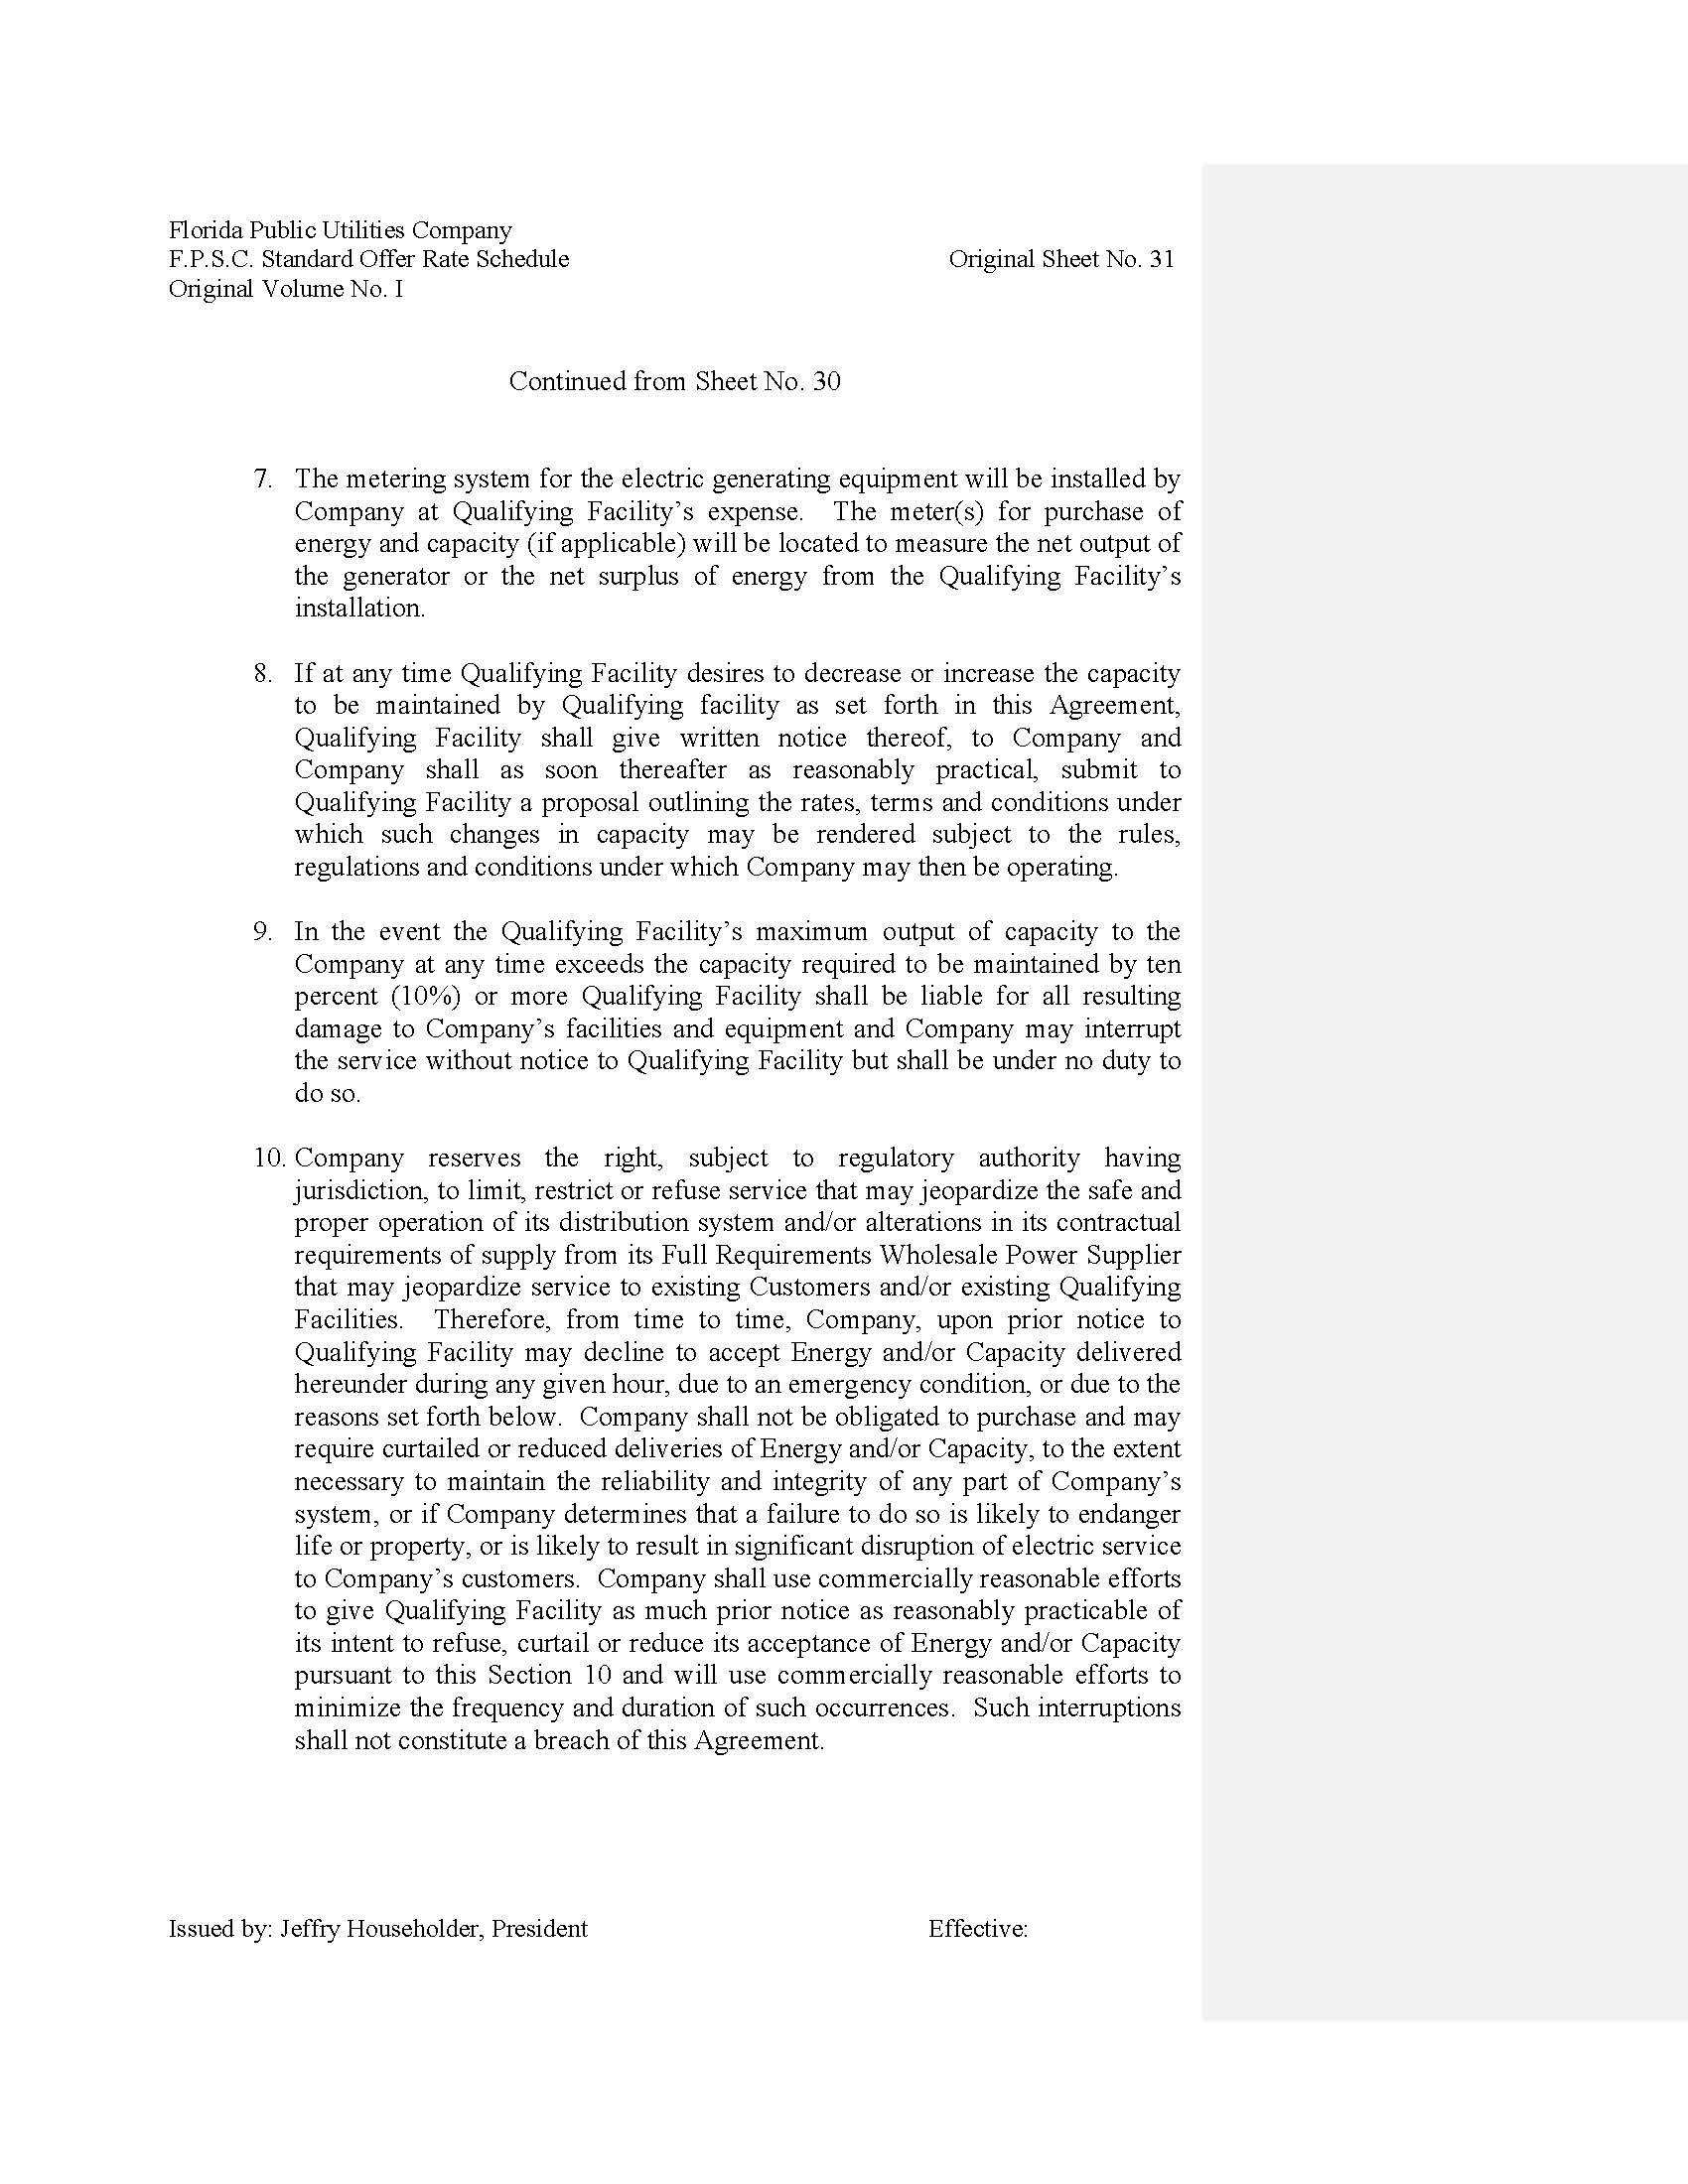 Florida Public Utilities Company
F.P.S.C. Standard Offer Rate Schedule Original Sheet No. 31
Original Volume No. I
Continued from Sheet No. 30
7. The metering system for the electric generating equipment will be installed by
Company at Qualifying Facility’s expense. The meter(s) for purchase of
energy and capacity (if applicable) will be located to measure the net output of
the generator or the net surplus of energy from the Qualifying Facility’s
installation.
8. If at any time Qualifying Facility desires to decrease or increase the capacity
to be maintained by Qualifying facility as set forth in this Agreement,
Qualifying Facility shall give written notice thereof, to Company and
Company shall as soon thereafter as reasonably practical, submit to
Qualifying Facility a proposal outlining the rates, terms and conditions under
which such changes in capacity may be rendered subject to the rules,
regulations and conditions under which Company may then be operating.
9. In the event the Qualifying Facility’s maximum output of capacity to the
Company at any time exceeds the capacity required to be maintained by ten
percent (10%) or more Qualifying Facility shall be liable for all resulting
damage to Company’s facilities and equipment and Company may interrupt
the service without notice to Qualifying Facility but shall be under no duty to
do so.
10. Company reserves the right, subject to regulatory authority having
jurisdiction, to limit, restrict or refuse service that may jeopardize the safe and
proper operation of its distribution system and/or alterations in its contractual
requirements of supply from its Full Requirements Wholesale Power Supplier
that may jeopardize service to existing Customers and/or existing Qualifying
Facilities. Therefore, from time to time, Company, upon prior notice to
Qualifying Facility may decline to accept Energy and/or Capacity delivered
hereunder during any given hour, due to an emergency condition, or due to the
reasons set forth below. Company shall not be obligated to purchase and may
require curtailed or reduced deliveries of Energy and/or Capacity, to the extent
necessary to maintain the reliability and integrity of any part of Company’s
system, or if Company determines that a failure to do so is likely to endanger
life or property, or is likely to result in significant disruption of electric service
to Company’s customers. Company shall use commercially reasonable efforts
to give Qualifying Facility as much prior notice as reasonably practicable of
its intent to refuse, curtail or reduce its acceptance of Energy and/or Capacity
pursuant to this Section 10 and will use commercially reasonable efforts to
minimize the frequency and duration of such occurrences. Such interruptions
shall not constitute a breach of this Agreement.
Issued by: Jeffry Householder, President Effective: